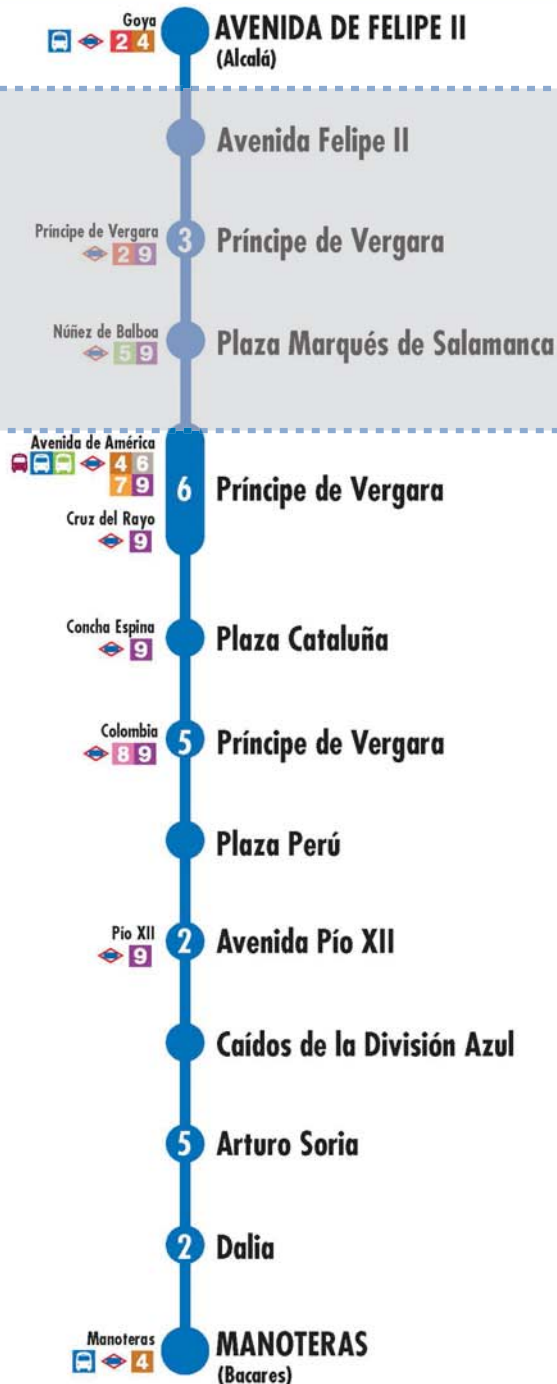 Goya
2 4
AVENIDA DE FELIPE II
(Alcalá)
Avenida Felipe II
Príncipe de Vergara
2 9
3
Príncipe de Vergara
Núñez de Balboa
5 9
Plaza Marqués de Salamanca
Avenida de América
4 6
7 9
6
Príncipe de Vergara
Cruz del Rayo
9
Concha Espina
9
Plaza Cataluña
Colombia
8 9
5
Príncipe de Vergara
Plaza Perú
Pio XII
9
2
Avenida Pío XII
Caídos de la División Azul
5
Arturo Soria
2
Dalia
Manoteras
4
MANOTERAS
(Bacares)